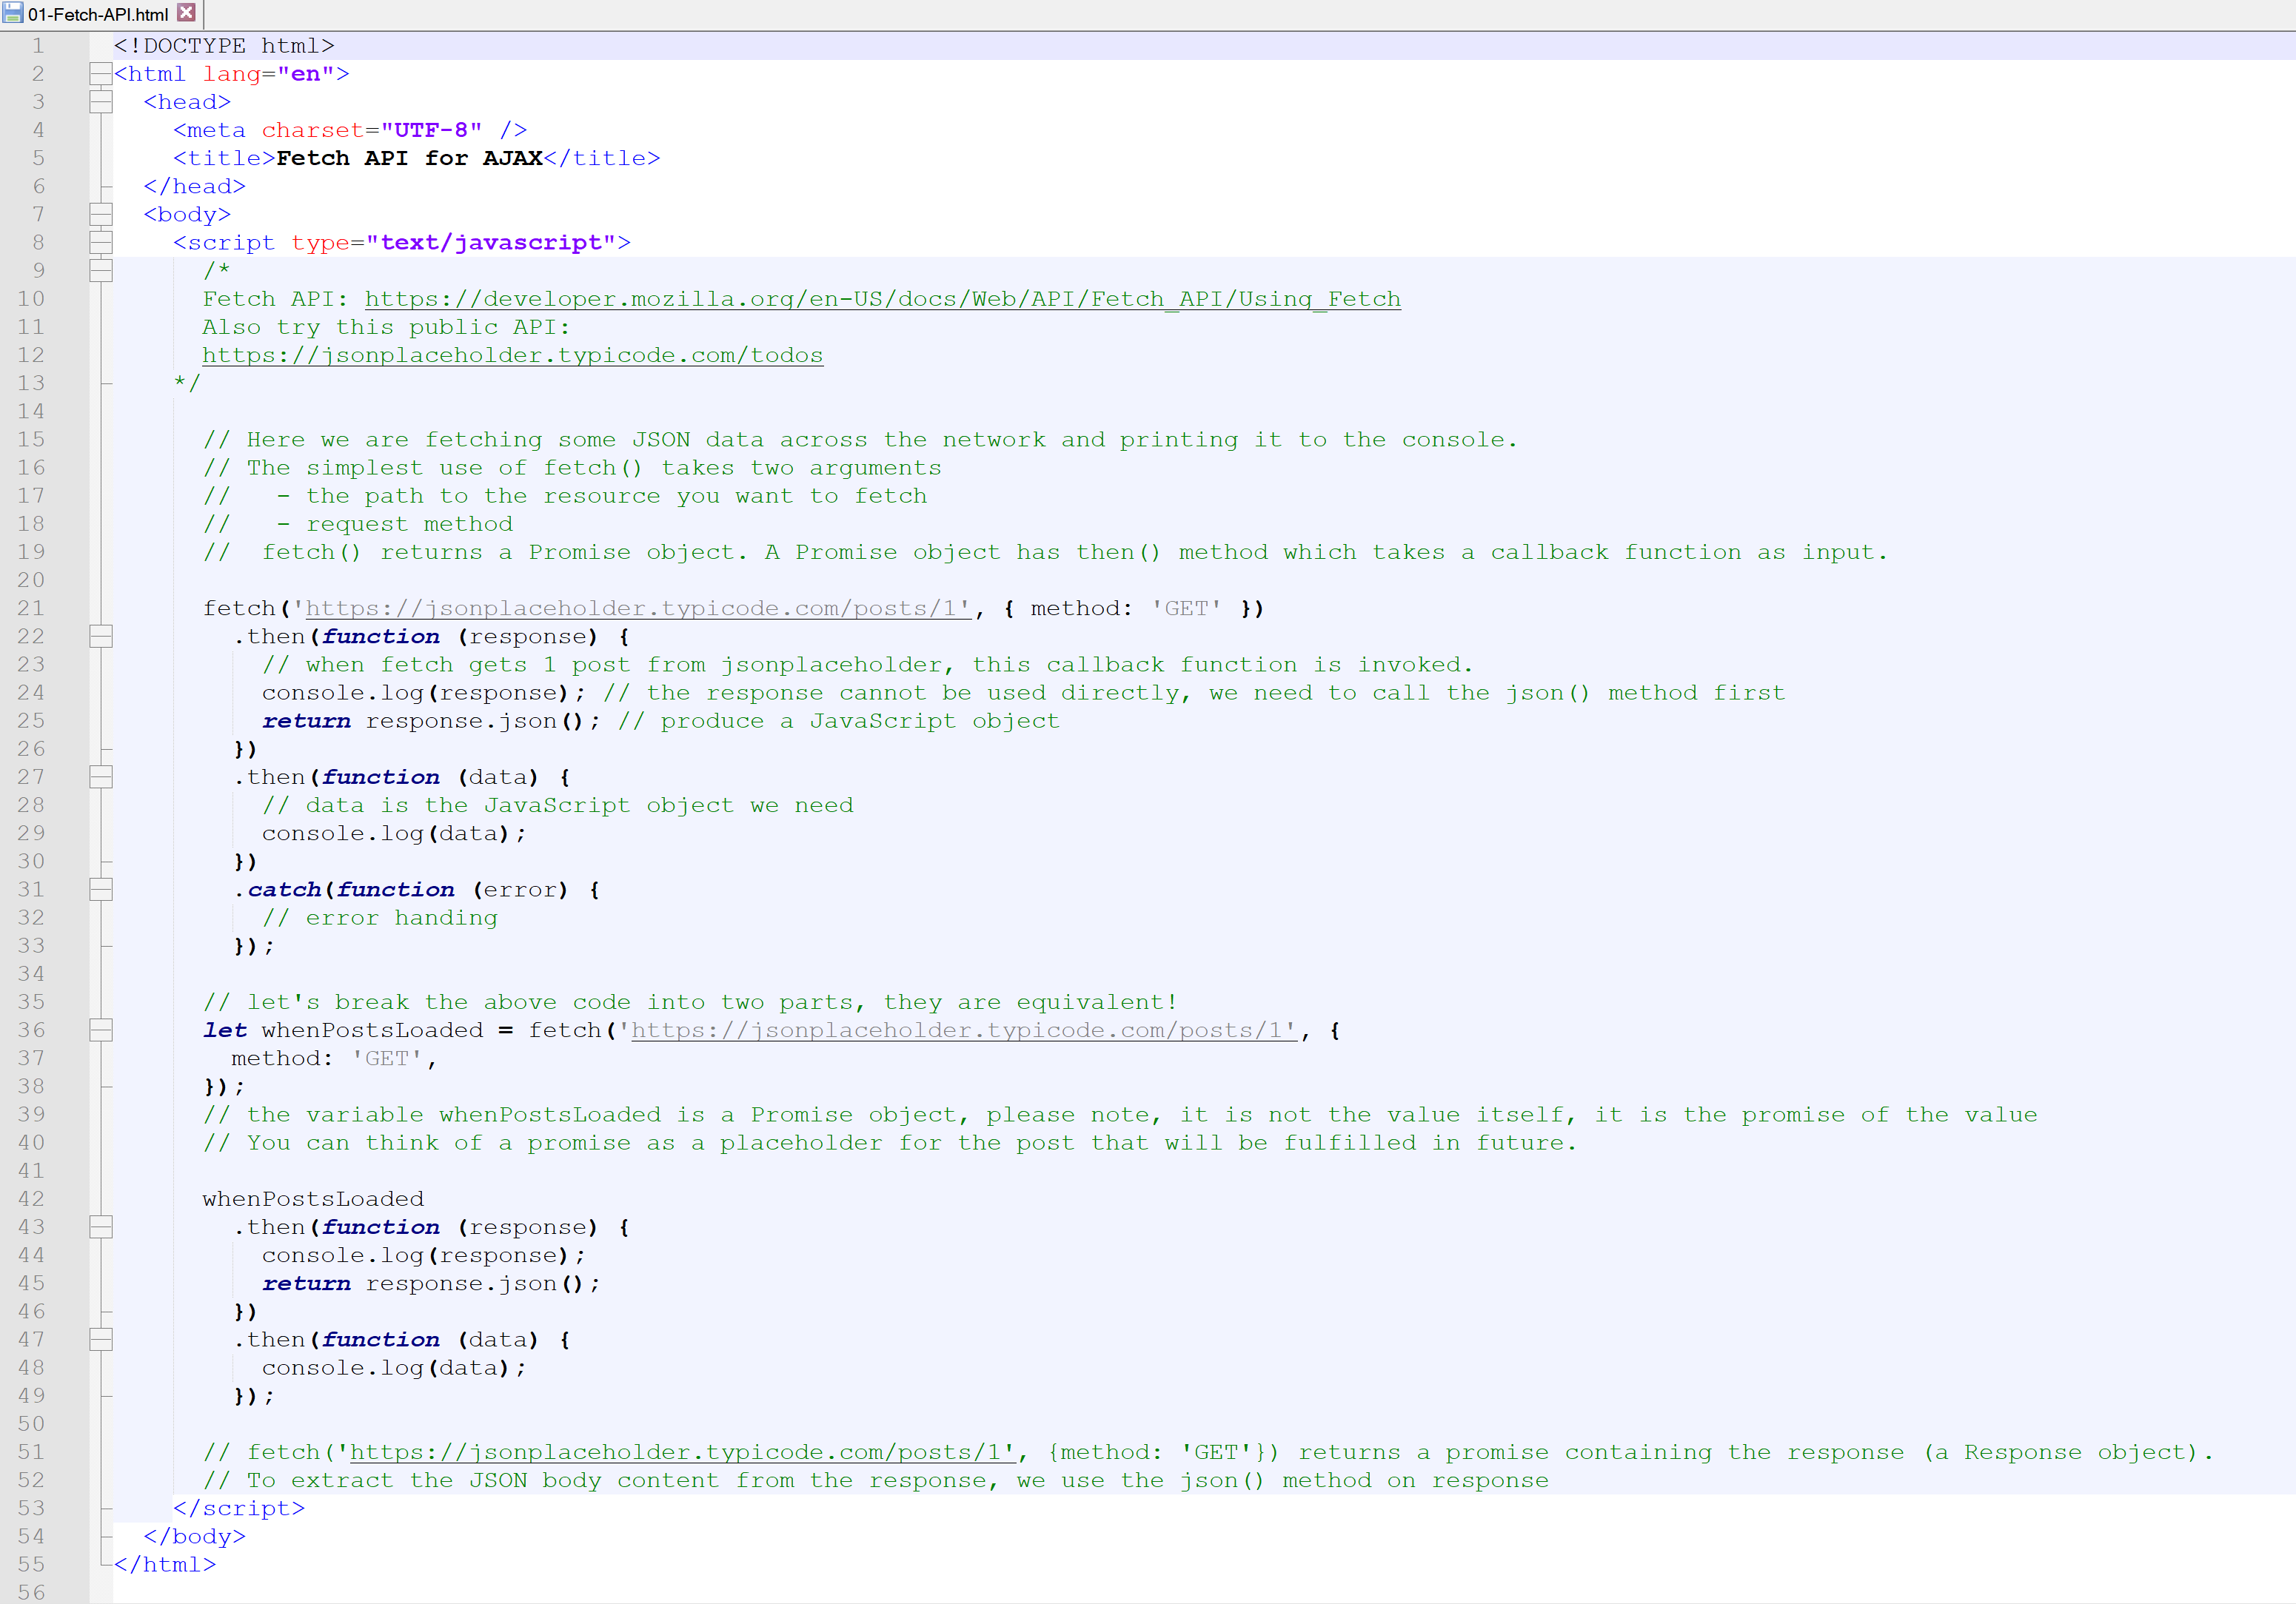 01-Fetch-API.html
1 <!DOCTYPE html>
2 <html lang="en">
3   <head>
4     <meta charset="UTF-8" />
5     <title>Fetch API for AJAX</title>
6   </head>
7   <body>
8     <script type="text/javascript">
9       /*
10       Fetch API: https://developer.mozilla.org/en-US/docs/Web/API/Fetch_API/Using_Fetch
11       Also try this public API:
12       https://jsonplaceholder.typicode.com/todos
13     */
14
15       // Here we are fetching some JSON data across the network and printing it to the console.
16       // The simplest use of fetch() takes two arguments
17       //   - the path to the resource you want to fetch
18       //   - request method
19       //  fetch() returns a Promise object. A Promise object has then() method which takes a callback function as input.
20
21       fetch('https://jsonplaceholder.typicode.com/posts/1', { method: 'GET' })
22         .then(function (response) {
23           // when fetch gets 1 post from jsonplaceholder, this callback function is invoked.
24           console.log(response); // the response cannot be used directly, we need to call the json() method first
25           return response.json(); // produce a JavaScript object
26         })
27         .then(function (data) {
28           // data is the JavaScript object we need
29           console.log(data);
30         })
31         .catch(function (error) {
32           // error handing
33         });
34
35       // let's break the above code into two parts, they are equivalent!
36       let whenPostsLoaded = fetch('https://jsonplaceholder.typicode.com/posts/1', {
37         method: 'GET',
38       });
39       // the variable whenPostsLoaded is a Promise object, please note, it is not the value itself, it is the promise of the value
40       // You can think of a promise as a placeholder for the post that will be fulfilled in future.
41
42       whenPostsLoaded
43         .then(function (response) {
44           console.log(response);
45           return response.json();
46         })
47         .then(function (data) {
48           console.log(data);
49         });
50
51       // fetch('https://jsonplaceholder.typicode.com/posts/1', {method: 'GET'}) returns a promise containing the response (a Response object).
52       // To extract the JSON body content from the response, we use the json() method on response
53     </script>
54   </body>
55 </html>
56